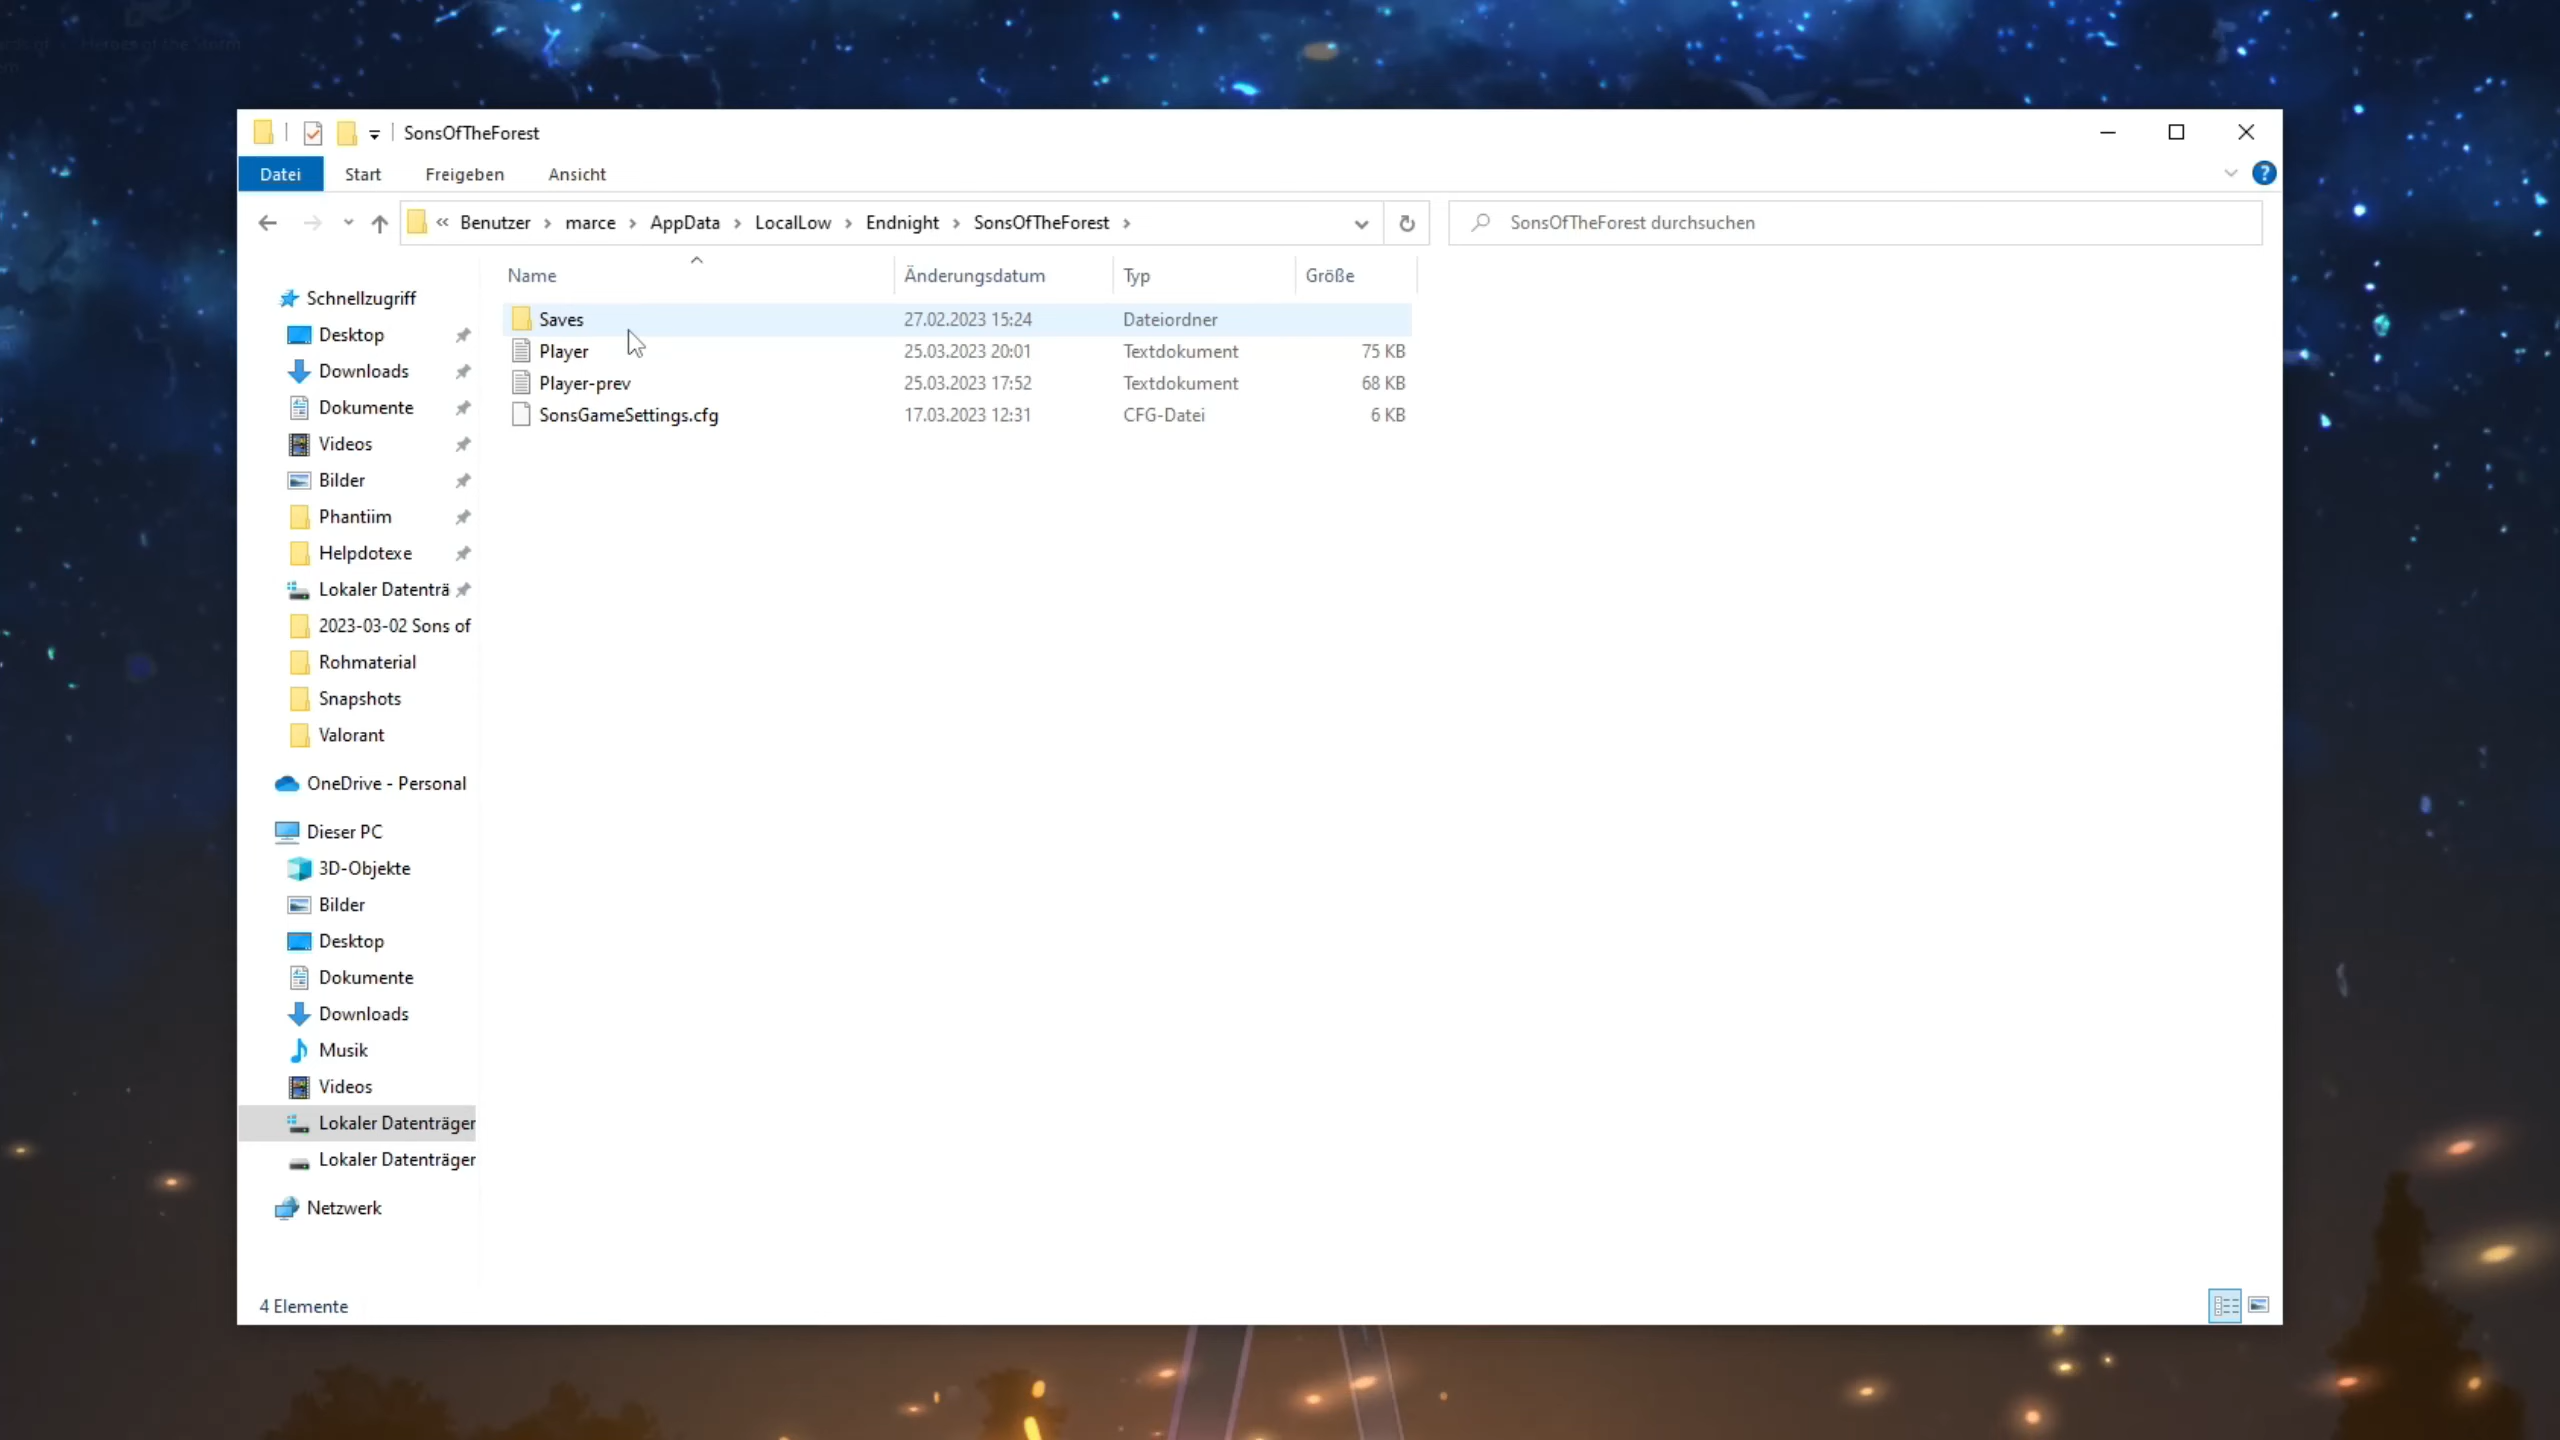 Heroes of the Storm
SonsOfTheForest
Datei Start Freigeben Ansicht
« Benutzer › marce › AppData › LocalLow › Endnight › SonsOfTheForest ›
SonsOfTheForest durchsuchen
Name Änderungsdatum Typ Größe
Saves 27.02.2023 15:24 Dateiordner
Player 25.03.2023 20:01 Textdokument 75 KB
Player-prev 25.03.2023 17:52 Textdokument 68 KB
SonsGameSettings.cfg 17.03.2023 12:31 CFG-Datei 6 KB
Schnellzugriff
Desktop
Downloads
Dokumente
Videos
Bilder
Phantiim
Helpdotexe
Lokaler Datenträ
2023-03-02 Sons of
Rohmaterial
Snapshots
Valorant
OneDrive - Personal
Dieser PC
3D-Objekte
Bilder
Desktop
Dokumente
Downloads
Musik
Videos
Lokaler Datenträger
Lokaler Datenträger
Netzwerk
4 Elemente